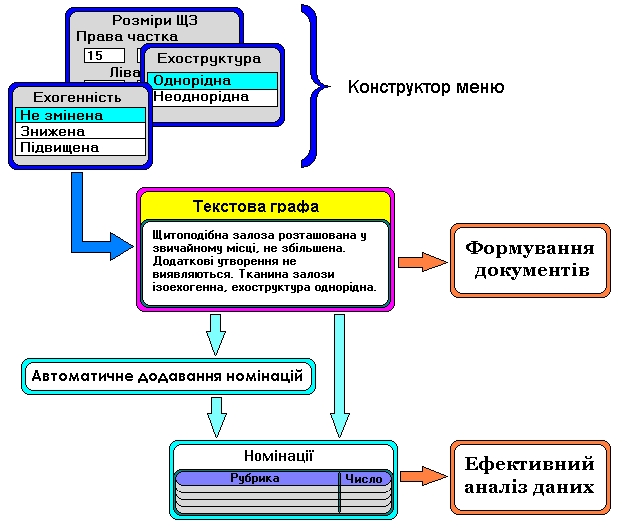 Розміри ЩЗ
Права частка
15
Ліва
Ехоструктура
Однорідна
Неоднорідна
Ехогенність
Не змінена
Знижена
Підвищена
Конструктор меню
Текстова графа
Щитоподібна залоза розташована у
звичайному місці, не збільшена.
Додаткові утворення не
виявляються. Тканина залози
ізоехогенна, ехоструктура однорідна.
Формування
документів
Автоматичне додавання номінацій
Номінації
Рубрика Число
Ефективний
аналіз даних